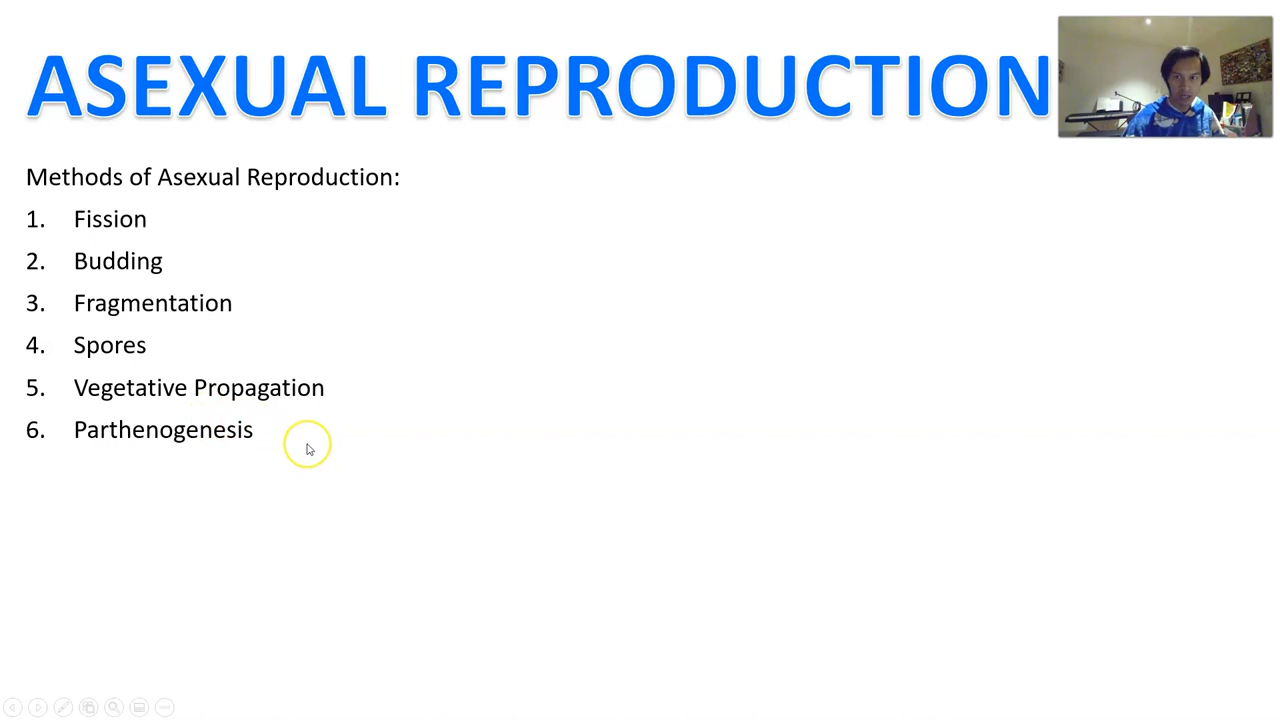 ASEXUAL REPRODUCTION
Methods of Asexual Reproduction:
1. Fission
2. Budding
3. Fragmentation
4. Spores
5. Vegetative Propagation
6. Parthenogenesis